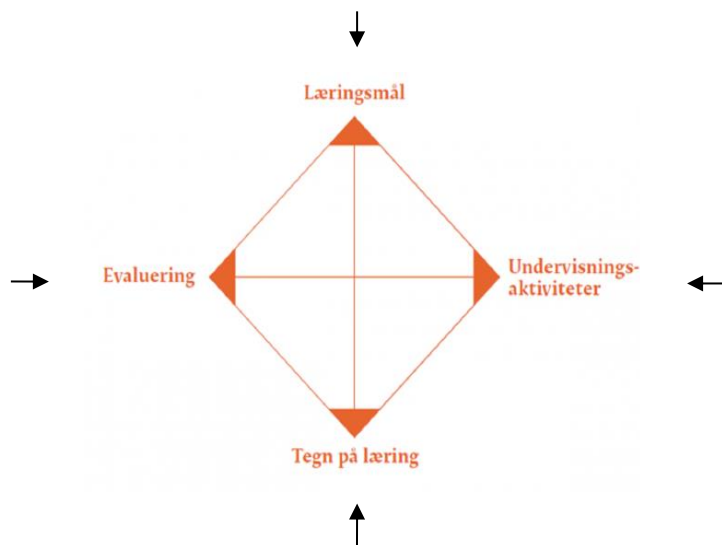 Læringsmål
Evaluering
Undervisnings-
aktiviteter
Tegn på læring